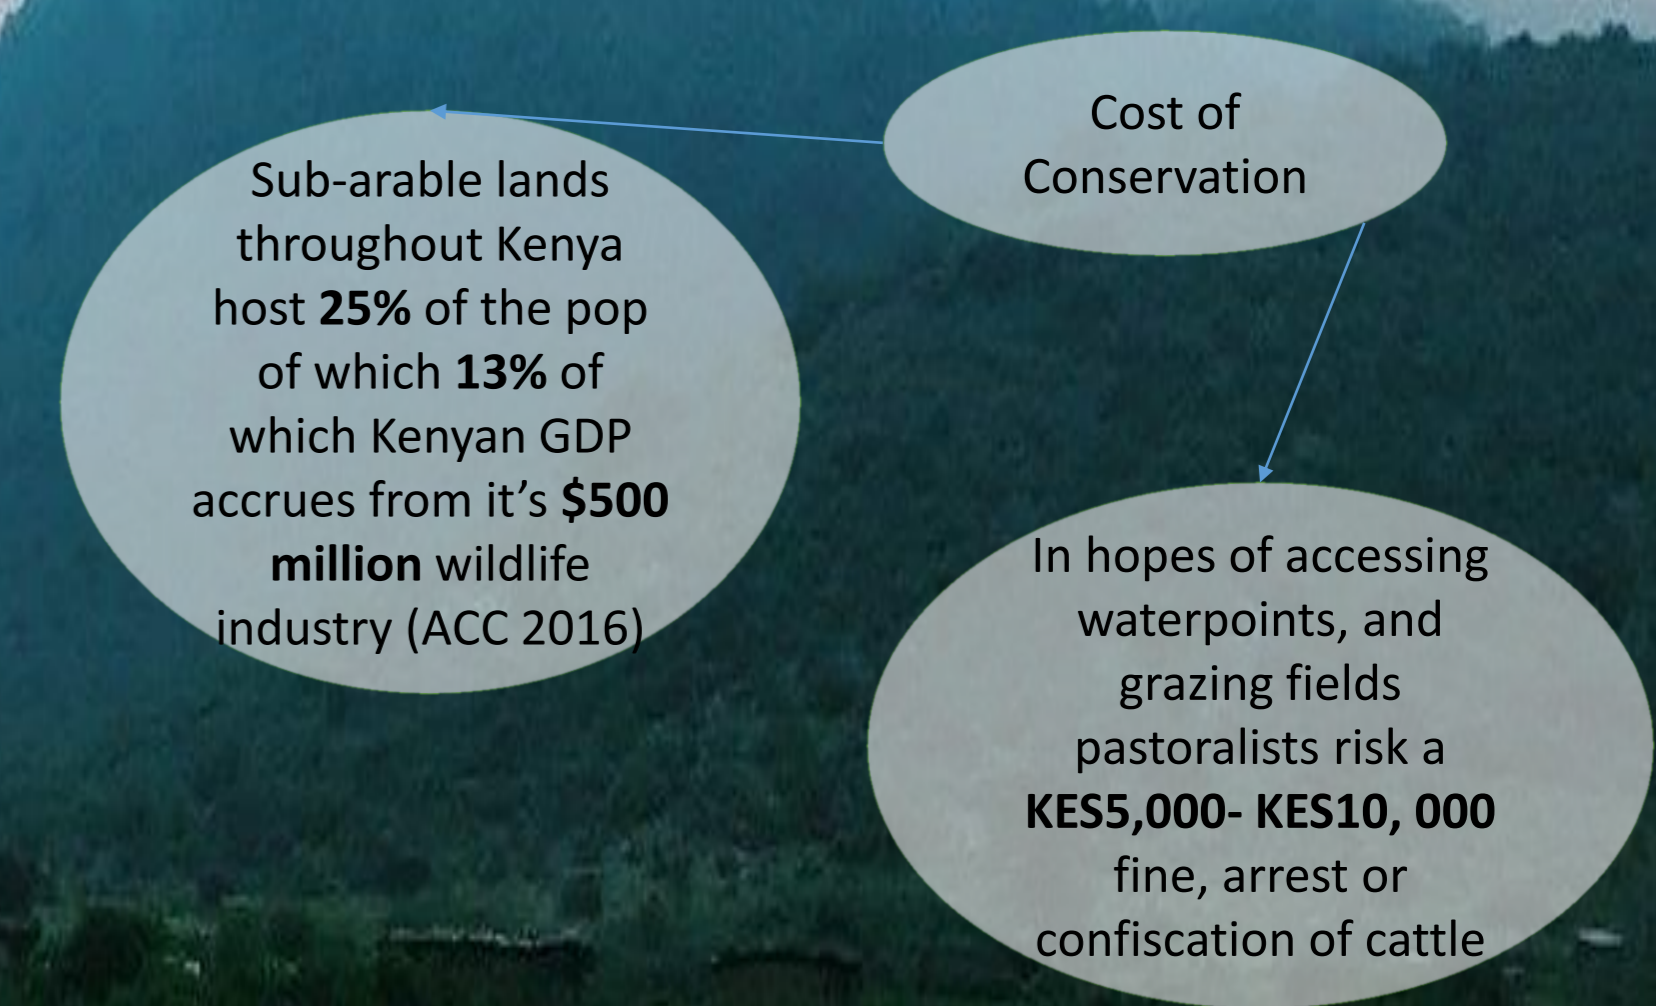 Cost of
Conservation
Sub-arable lands
throughout Kenya
host 25% of the pop
of which 13% of
which Kenyan GDP
accrues from it’s $500
million wildlife
industry (ACC 2016)
In hopes of accessing
waterpoints, and
grazing fields
pastoralists risk a
KES5,000- KES10, 000
fine, arrest or
confiscation of cattle